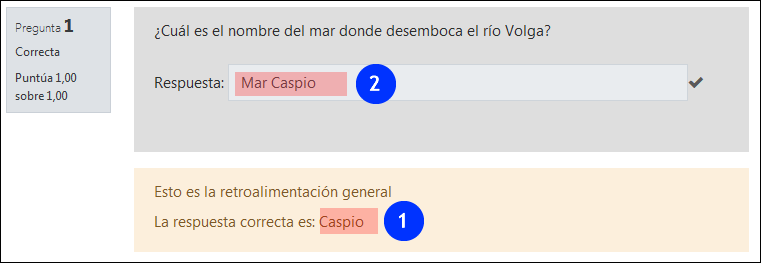 Pregunta 1
Correcta
Puntúa 1,00
sobre 1,00
¿Cuál es el nombre del mar donde desemboca el río Volga?
Respuesta: Mar Caspio 2
Esto es la retroalimentación general
La respuesta correcta es: Caspio 1